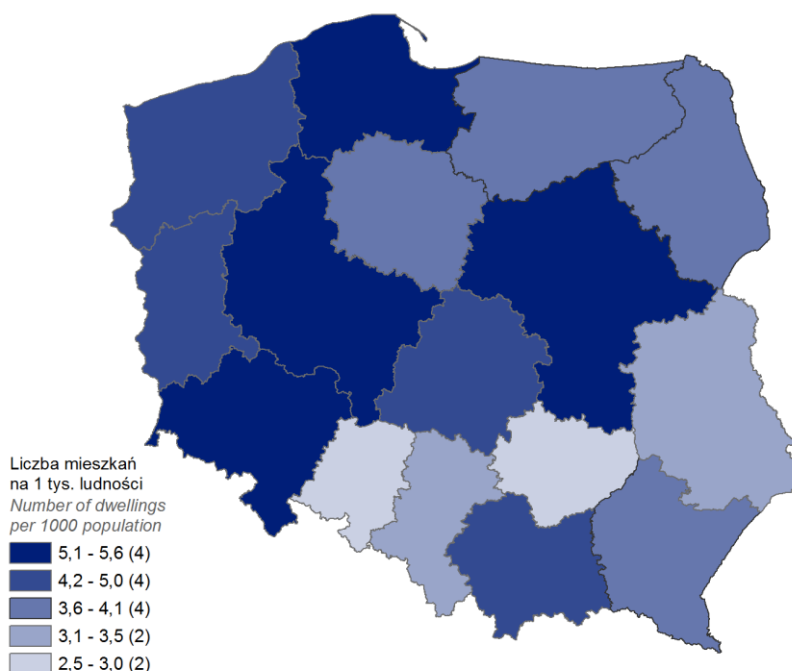 Liczba mieszkań
na 1 tys. ludności
Number of dwellings
per 1000 population
5,1 - 5,6 (4)
4,2 - 5,0 (4)
3,6 - 4,1 (4)
3,1 - 3,5 (2)
2,5 - 3,0 (2)